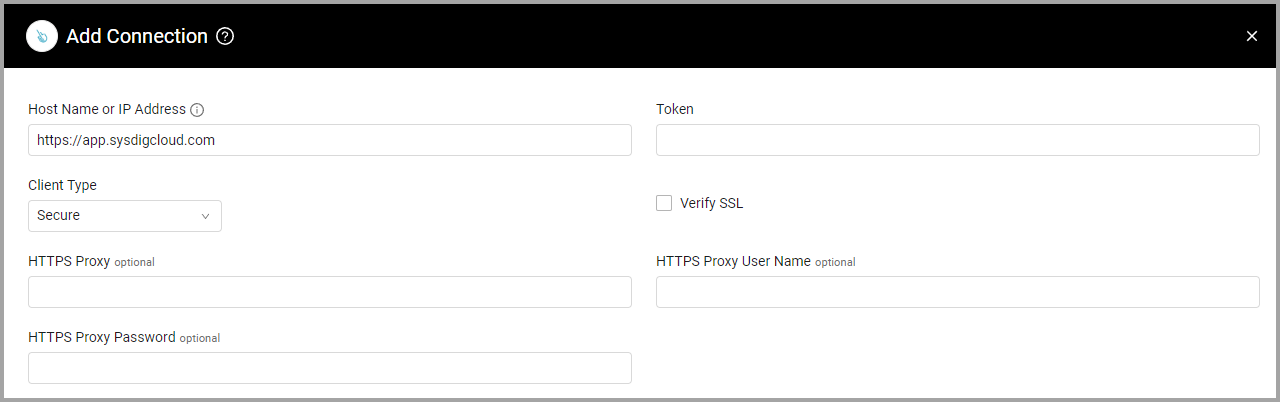 Add Connection
Host Name or IP Address
Token
https://app.sysdigcloud.com
Client Type
Secure
Verify SSL
HTTPS Proxy optional
HTTPS Proxy User Name optional
HTTPS Proxy Password optional